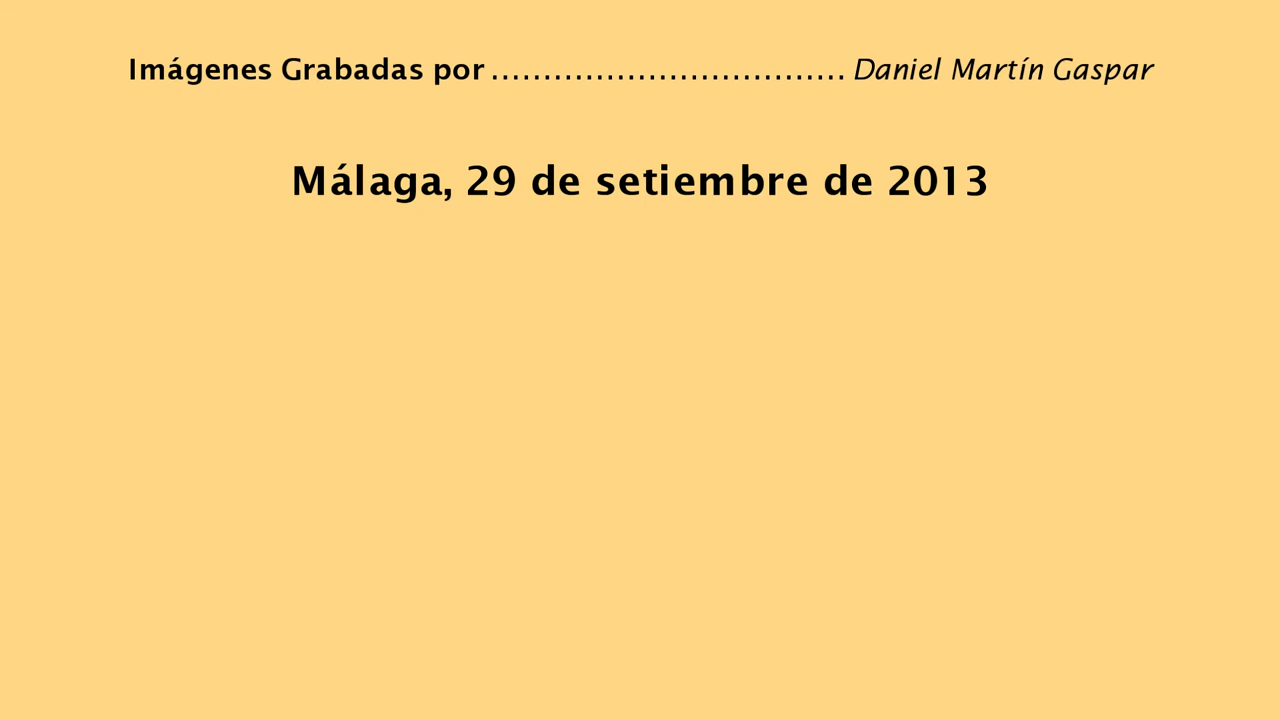 Imágenes Grabadas por .................................. Daniel Martín Gaspar
Málaga, 29 de setiembre de 2013